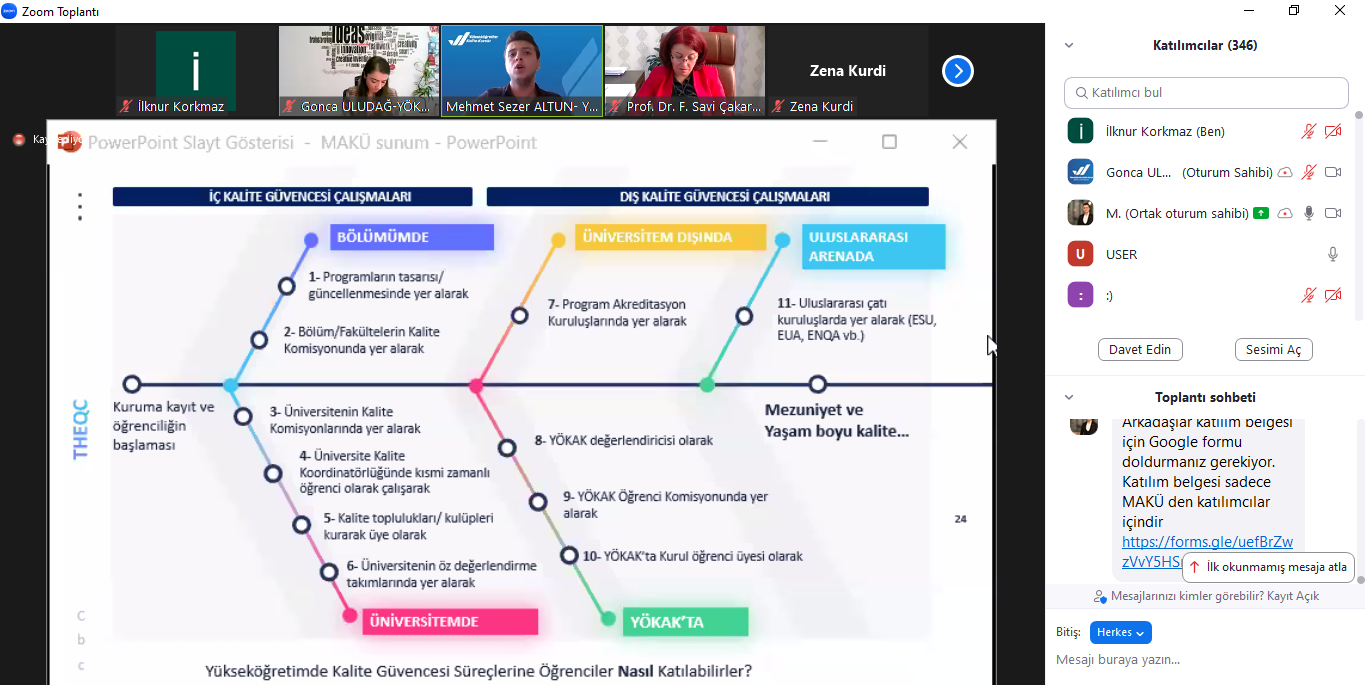 Zoom Toplantı
İlknur Korkmaz
Gonca ULUDAĞ-YÖK...
Mehmet Sezer ALTUN- Y...
Prof. Dr. F. Savi Çakar...
Zena Kurdi
Zena Kurdi
PowerPoint Slayt Gösterisi - MAKÜ sunum - PowerPoint
İÇ KALİTE GÜVENCESİ ÇALIŞMALARI
DIŞ KALİTE GÜVENCESİ ÇALIŞMALARI
BÖLÜMÜMDE
1- Programların tasarısı/
güncellenmesinde yer alarak
2- Bölüm/Fakültelerin Kalite
Komisyonunda yer alarak
ÜNİVERSİTEM DIŞINDA
7- Program Akreditasyon
Kuruluşlarında yer alarak
ULUSLARARASI
ARENADA
11- Uluslararası çatı
kuruluşlarda yer alarak (ESU,
EUA, ENQA vb.)
THEQC
Kuruma kayıt ve
öğrenciliğin
başlaması
3- Üniversitenin Kalite
Komisyonlarında yer alarak
4- Üniversite Kalite
Koordinatörlüğünde kısmi zamanlı
öğrenci olarak çalışarak
5- Kalite toplulukları/ kulüpleri
kurarak üye olarak
6- Üniversitenin öz değerlendirme
takımlarında yer alarak
ÜNİVERSİTEMDE
8- YÖKAK değerlendiricisi olarak
9- YÖKAK Öğrenci Komisyonunda yer
alarak
10- YÖKAK'ta Kurul öğrenci üyesi olarak
YÖKAK'TA
Mezuniyet ve
Yaşam boyu kalite...
24
Yükseköğretimde Kalite Güvencesi Süreçlerine Öğrenciler Nasıl Katılabilirler?
Katılımcılar (346)
Katılımcı bul
İlknur Korkmaz (Ben)
Gonca UL... (Oturum Sahibi)
M. (Ortak oturum sahibi)
USER
:)
Davet Edin
Sesimi Aç
Toplantı sohbeti
Arkadaşlar katılım belgesi
için Google formu
doldurmanız gerekiyor.
Katılım belgesi sadece
MAKÜ den katılımcılar
içindir
https://forms.gle/uefBrZw
zVvY5HS
İlk okunmamış mesaja atla
Mesajlarınızı kimler görebilir? Kayıt Açık
Bitiş:
Herkes
Mesajı buraya yazın...